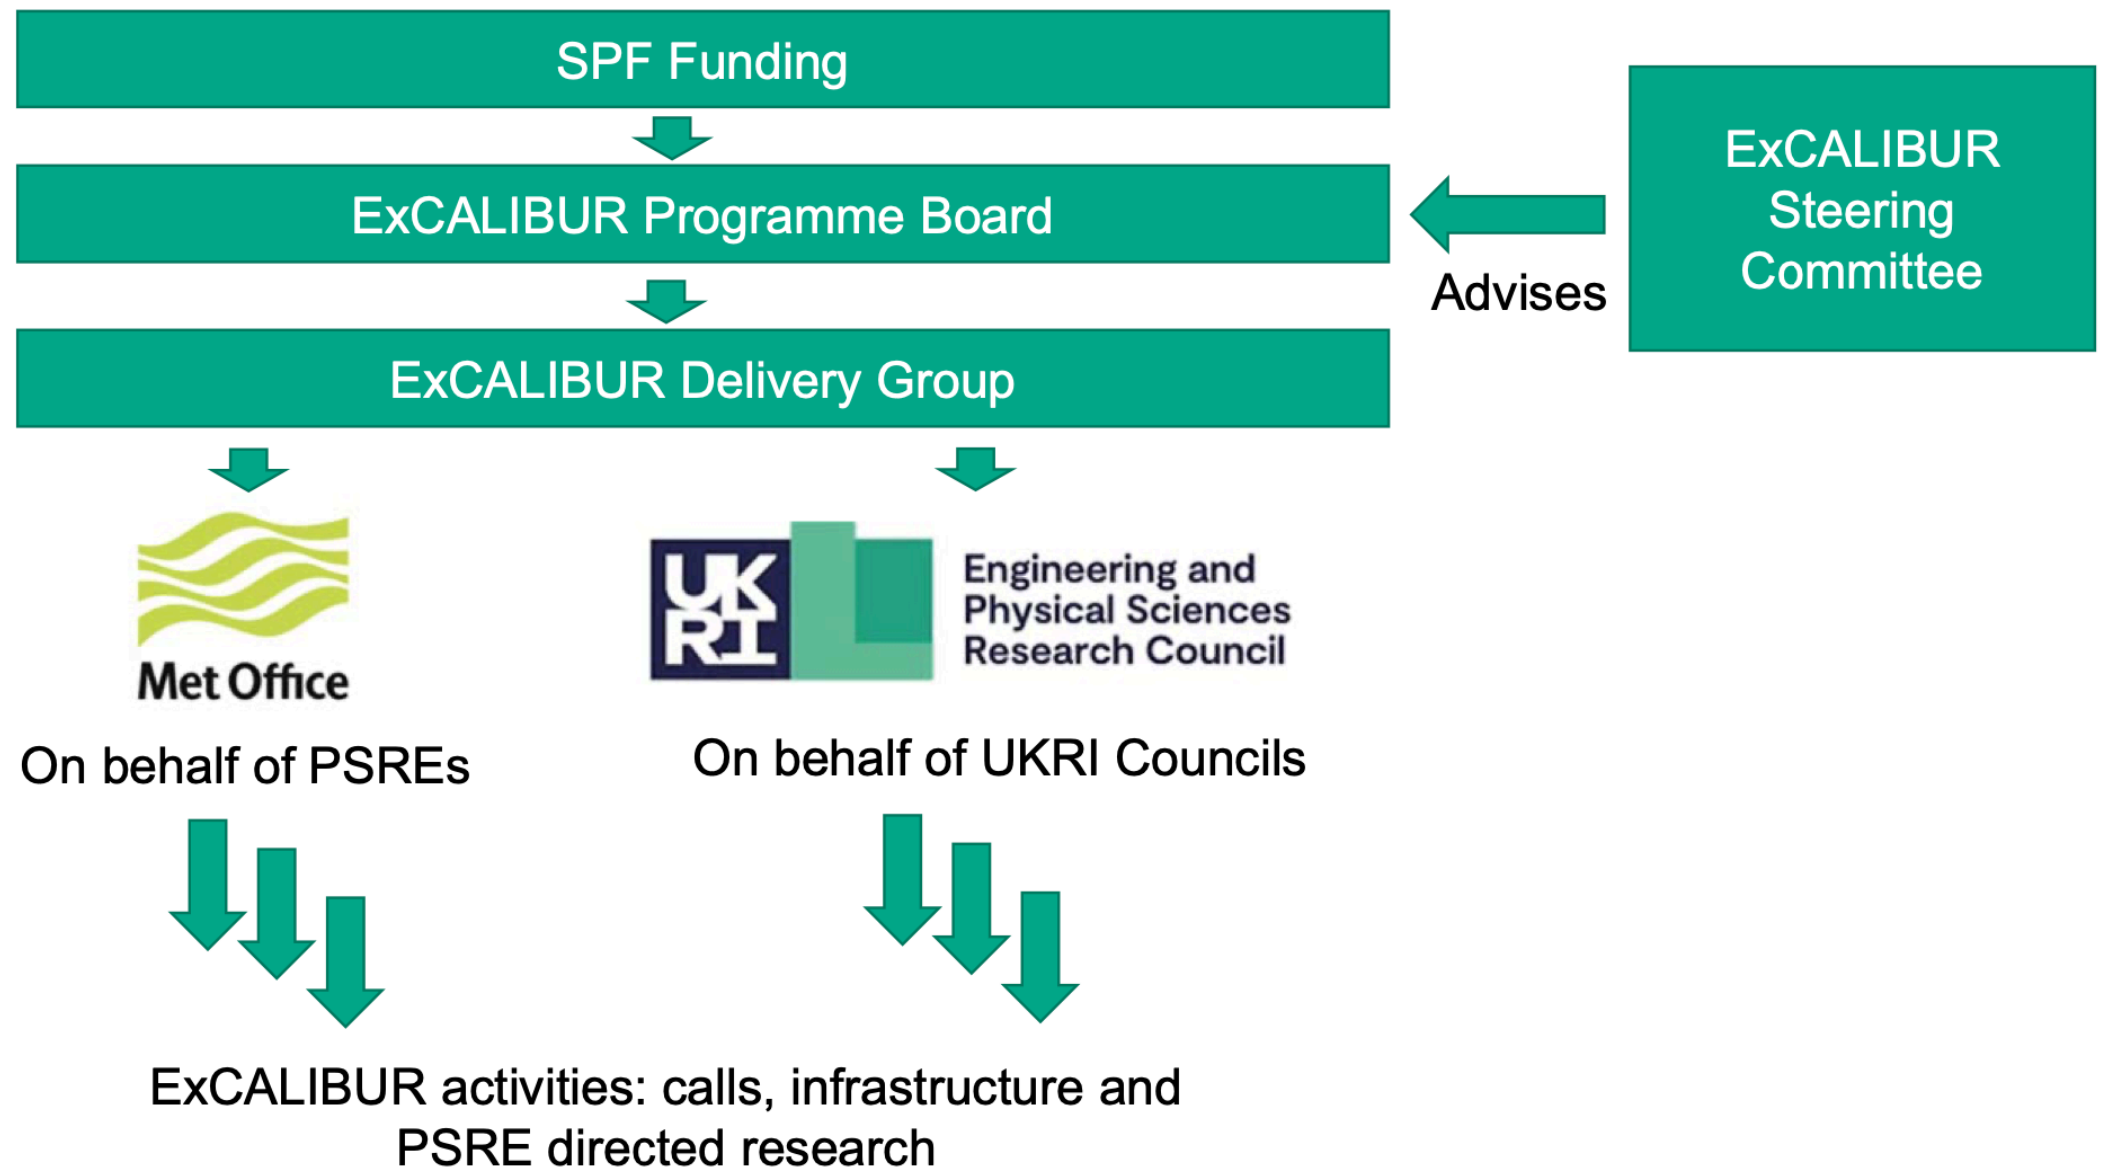 SPF Funding
ExCALIBUR Programme Board
ExCALIBUR
Steering
Committee
Advises
ExCALIBUR Delivery Group
Met Office
UK
RI
Engineering and
Physical Sciences
Research Council
On behalf of PSREs
On behalf of UKRI Councils
ExCALIBUR activities: calls, infrastructure and
PSRE directed research